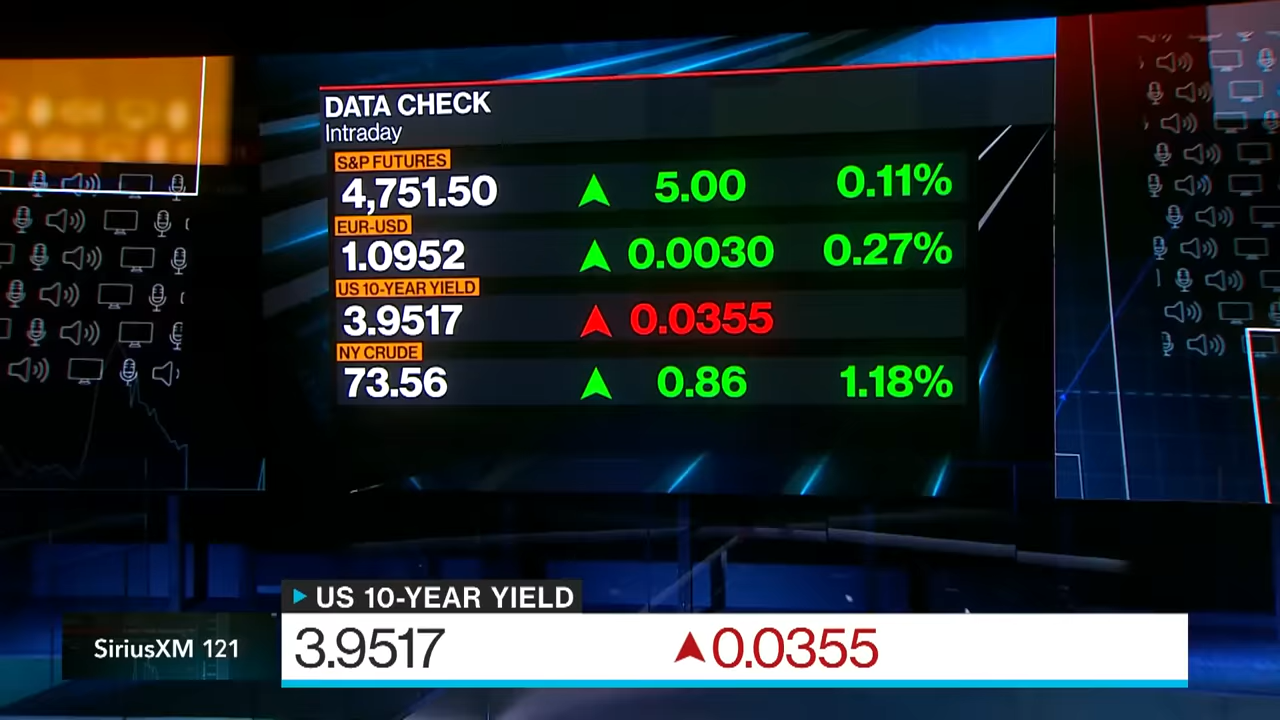 DATA CHECK
Intraday
S&P FUTURES
4,751.50 ▲ 5.00 0.11%
EUR-USD
1.0952 ▲ 0.0030 0.27%
US 10-YEAR YIELD
3.9517 ▲ 0.0355
NY CRUDE
73.56 ▲ 0.86 1.18%
US 10-YEAR YIELD
SiriusXM 121
3.9517 ▲ 0.0355